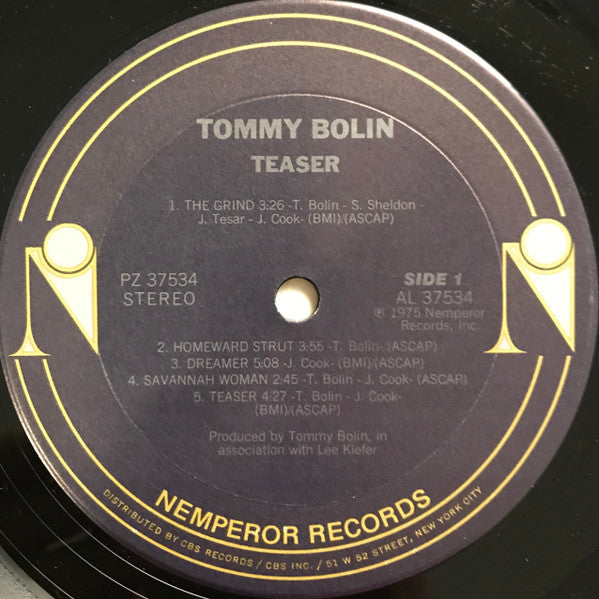 TOMMY BOLIN
TEASER
1. THE GRIND 3:26 -T. Bolin - S. Sheldon -
J. Tesar - J. Cook- (BMI)/(ASCAP)
PZ 37534
STEREO
SIDE 1
AL 37534
℗ 1975 Nemperor
Records, Inc.
2. HOMEWARD STRUT 3:55 -T. Bolin- (ASCAP)
3. DREAMER 5:08 -J. Cook- (BMI)/(ASCAP)
4. SAVANNAH WOMAN 2:45 -T. Bolin - J. Cook- (ASCAP)
5. TEASER 4:27 -T. Bolin - J. Cook-
(BMI)/(ASCAP)
Produced by Tommy Bolin, in
association with Lee Kiefer
NEMPEROR RECORDS
DISTRIBUTED BY CBS RECORDS / CBS INC. / 51 W 52 STREET, NEW YORK CITY